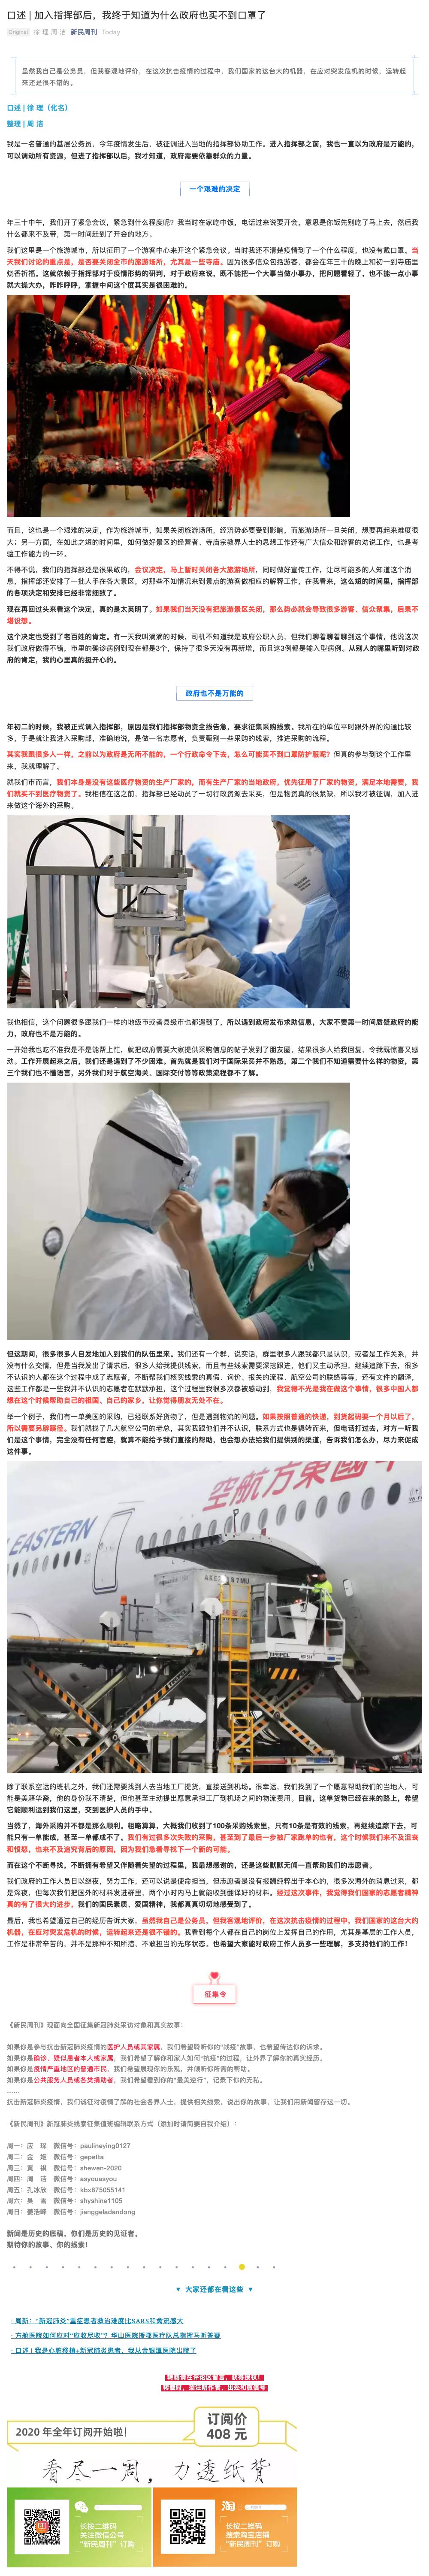 口述 | 加入指挥部后，我终于知道为什么政府也买不到口罩了
Original 徐 理 周 洁 新民周刊 Today
虽然我自己是公务员，但我客观地评价，在这次抗击疫情的过程中，我们国家的这台大的机器，在应对突发危机的时候，运转起来还是很不错的。
口述 | 徐 理（化名）
整理 | 周 洁
我是一名普通的基层公务员，今年疫情发生后，被征调进入当地的指挥部协助工作。进入指挥部之前，我也一直以为政府是万能的，可以调动所有资源，但进了指挥部以后，我才知道，政府需要依靠群众的力量。
一个艰难的决定
年三十中午，我们开了紧急会议，紧急到什么程度呢？我当时在家吃中饭，电话过来说要开会，意思是你饭先别吃了马上去，然后我什么都来不及带，第一时间赶到了开会的地方。
我们这里是一个旅游城市，所以征用了一个游客中心来开这个紧急会议。当时我还不清楚疫情到了一个什么程度，也没有戴口罩。当天我们讨论的重点是，是否要关闭全市的旅游场所，尤其是一些寺庙。因为很多信众包括游客，都会在年三十的晚上和初一到寺庙里烧香祈福。这就依赖于指挥部对于疫情形势的研判，对于政府来说，既不能把一个大事当做小事办，把问题看轻了，也不能一点小事就大操大办，咋咋呼呼，掌握中间这个度其实是很困难的。
而且，这也是一个艰难的决定，作为旅游城市，如果关闭旅游场所，经济势必要受到影响，而旅游场所一旦关闭，想要再起来难度很大；另一方面，在如此之短的时间里，如何做好景区的经营者、寺庙宗教界人士的思想工作还有广大信众和游客的劝说工作，也是考验工作能力的一环。
不得不说，我们的指挥部还是很果敢的，会议决定，马上暂时关闭各大旅游场所，同时做好宣传工作，让尽可能多的人知道这个消息，指挥部还安排了一批人手在各大景区，对那些不知情况来到景点的游客做相应的解释工作，在我看来，这么短的时间里，指挥部的各项决定和安排已经非常细致了。
现在再回过头来看这个决定，真的是太英明了。如果我们当天没有把旅游景区关闭，那么势必就会导致很多游客、信众聚集，后果不堪设想。
这个决定也受到了老百姓的肯定。有一天我叫滴滴的时候，司机不知道我是政府公职人员，但我们聊着聊着聊到这个事情，他说这次我们政府做得不错，市里的确诊病例到现在都是3个，保持了很多天没有再新增，而且这3例都是输入型病例。从别人的嘴里听到对政府的肯定，我的心里真的挺开心的。
政府也不是万能的
年初二的时候，我被正式调入指挥部，原因是我们指挥部物资全线告急，要求征集采购线索。我所在的单位平时跟外界的沟通比较多，于是就让我进入采购部，准确地说，是做一名志愿者，负责甄别一些采购的线索，推进采购的流程。
其实我跟很多人一样，之前以为政府是无所不能的，一个行政命令下去，怎么可能买不到口罩防护服呢？但真的参与到这个工作里来，我就理解了。
就我们市而言，我们本身是没有这些医疗物资的生产厂家的，而有生产厂家的当地政府，优先征用了厂家的物资，满足本地需要，我们就买不到医疗物资了。我相信在这之前，指挥部已经动员了一切行政资源去买，但是物资真的很紧缺，所以我才被征调，加入进来做这个海外的采购。
我也相信，这个问题很多跟我们一样的地级市或者县级市也都遇到了，所以遇到政府发布求助信息，大家不要第一时间质疑政府的能力，政府也不是万能的。
一开始我也吃不准我是不是能帮上忙，就把政府需要大家提供采购信息的帖子发到了朋友圈，结果很多人给我回复，令我既惊喜又感动。工作开展起来之后，我们还是遇到了不少困难。首先就是我们对于国际采买并不熟悉，第二个我们不知道需要什么样的物资，第三个我们也不懂语言，另外我们对于航空海关、国际交付等等政策流程都不了解。
但这期间，很多很多人自发地加入到我们的队伍里来。我们还有一个群，说实话，群里很多人跟我都只是认识，或者是工作关系，并没有什么交情，但是当我发出了请求后，很多人给我提供线索，而且有些线索需要深挖跟进，他们又主动承担，继续追踪下去，很多不认识的人都在这个过程中成了志愿者，不断帮我们核实线索的真假、询价、报关的流程、航空公司的联络等等，还有文件的翻译，这些工作都是一些我并不认识的志愿者在默默承担，这个过程里我很多次都被感动到，我觉得不光是我在做这个事情，很多中国人都想在这个时候帮助自己的祖国，自己的家乡，让你觉得朋友无处不在。
举一个例子，我们有一单美国的采购，已经联系好货物了，但是遇到物流的问题。如果按照普通的快递，到货起码要一个月以后了，所以需要另辟蹊径。我们就找了几大航空公司的老总，其实我跟他们并不认识，联系方式也是辗转而来，但电话打过去，对方一听我们是这个事情，完全没有任何官腔，就算不能给予我们直接的帮助，也会想办法给我们提供别的渠道，告诉我们怎么办，尽力来促成这件事。
空航方東國中
除了联系空运的班机之外，我们还需要找到人去当地工厂提货，直接送到机场。很幸运，我们找到了一个愿意帮助我们的当地人，可能是美籍华裔，他的身份我不清楚，但他甚至主动提出愿意承担工厂到机场之间的物流费用。目前，这单货物已经在来的路上，希望它能顺利运到我们这里，交到医护人员的手中。
当然了，海外采购并不都是那么顺利。粗略算算，大概我们收到了100条采购线索里，只有10条是有效的线索，再继续追踪下去，可能只有一单能成，甚至一单都成不了。我们有过很多次失败的采购，甚至到了最后一步被厂家跑单的也有，这个时候我们来不及沮丧和愤怒，也来不及追究背后的原因，因为我们急着寻找下一个新的可能。
而在这个不断寻找，不断拥有希望又伴随着失望的过程里，我最想感谢的，还是这些默默无闻一直帮助我们的志愿者。
我们政府的工作人员日以继夜，努力工作，还可以说是使命担当，但志愿者是没有报酬纯粹出于本心的，很多次海外的消息过来，都是深夜，但每次我们把国外的材料发进群里，两个小时内马上就能收到翻译好的材料。经过这次事件，我觉得我们国家的志愿者精神真的有了很大的进步，我们的国民素质、爱国精神，我都真真切切地感受到了。
最后，我也希望通过自己的经历告诉大家，虽然我自己是公务员，但我客观地评价，在这次抗击疫情的过程中，我们国家的这台大的机器，在应对突发危机的时候，运转起来还是很不错的。我看到每个人都在自己的岗位上发挥自己的作用，尤其是基层的工作人员，工作是非常辛苦的，并不是那种不知所措、不敢担当的无序状态。也希望大家能对政府工作人员多一些理解，多支持他们的工作！
征集令
《新民周刊》现面向全国征集新冠肺炎采访对象和真实故事：
如果你是参与抗击新冠肺炎疫情的医护人员或其家属，我们希望聆听你的“战疫”故事，也希望传达你的诉求。
如果你是确诊、疑似患者本人或家属，我们希望了解你和家人如何“抗疫”的过程，让外界了解你的真实经历。
如果你是疫情严重地区的普通市民，我们希望展现你的乐观，并倾听你所需的帮助。
如果你是公共服务人员或各类捐助者，我们希望看到你的“最美逆行”，记录下你的无私。
……
抗击新冠肺炎疫情，我们诚征对疫情了解的社会各界人士，提供相关线索，说出你的故事，让我们用新闻留存这一切。
《新民周刊》新冠肺炎线索征集值班编辑联系方式（添加时请简要自我介绍）：
周一：应 琛 微信号：paulineying0127
周二：金 姬 微信号：gepetta
周三：黄 祺 微信号：shewen-2020
周四：周 洁 微信号：asyouasyou
周五：孔冰欣 微信号：kbx875055141
周六：吴 雪 微信号：shyshine1105
周日：姜浩峰 微信号：jianggeladandong
新闻是历史的底稿，你们是历史的见证者。
期待你的故事、你的线索！
▼ 大家还都在看这些 ▼
· 周新：“新冠肺炎”重症患者救治难度比SARS和禽流感大
· 方舱医院如何应对“应收尽收”？华山医院援鄂医疗队总指挥马昕答疑
· 口述 | 我是心脏移植+新冠肺炎患者，我从金银潭医院出院了
转载请在评论区留言，获得授权！
转载时，须注明作者、出处和微信号
2020 年全年订阅开始啦！
订阅价
408 元
看尽一周，力透纸背
长按二维码
关注微信公号
“新民周刊”订购
淘
长按二维码
搜索淘宝店铺
“新民周刊”订购